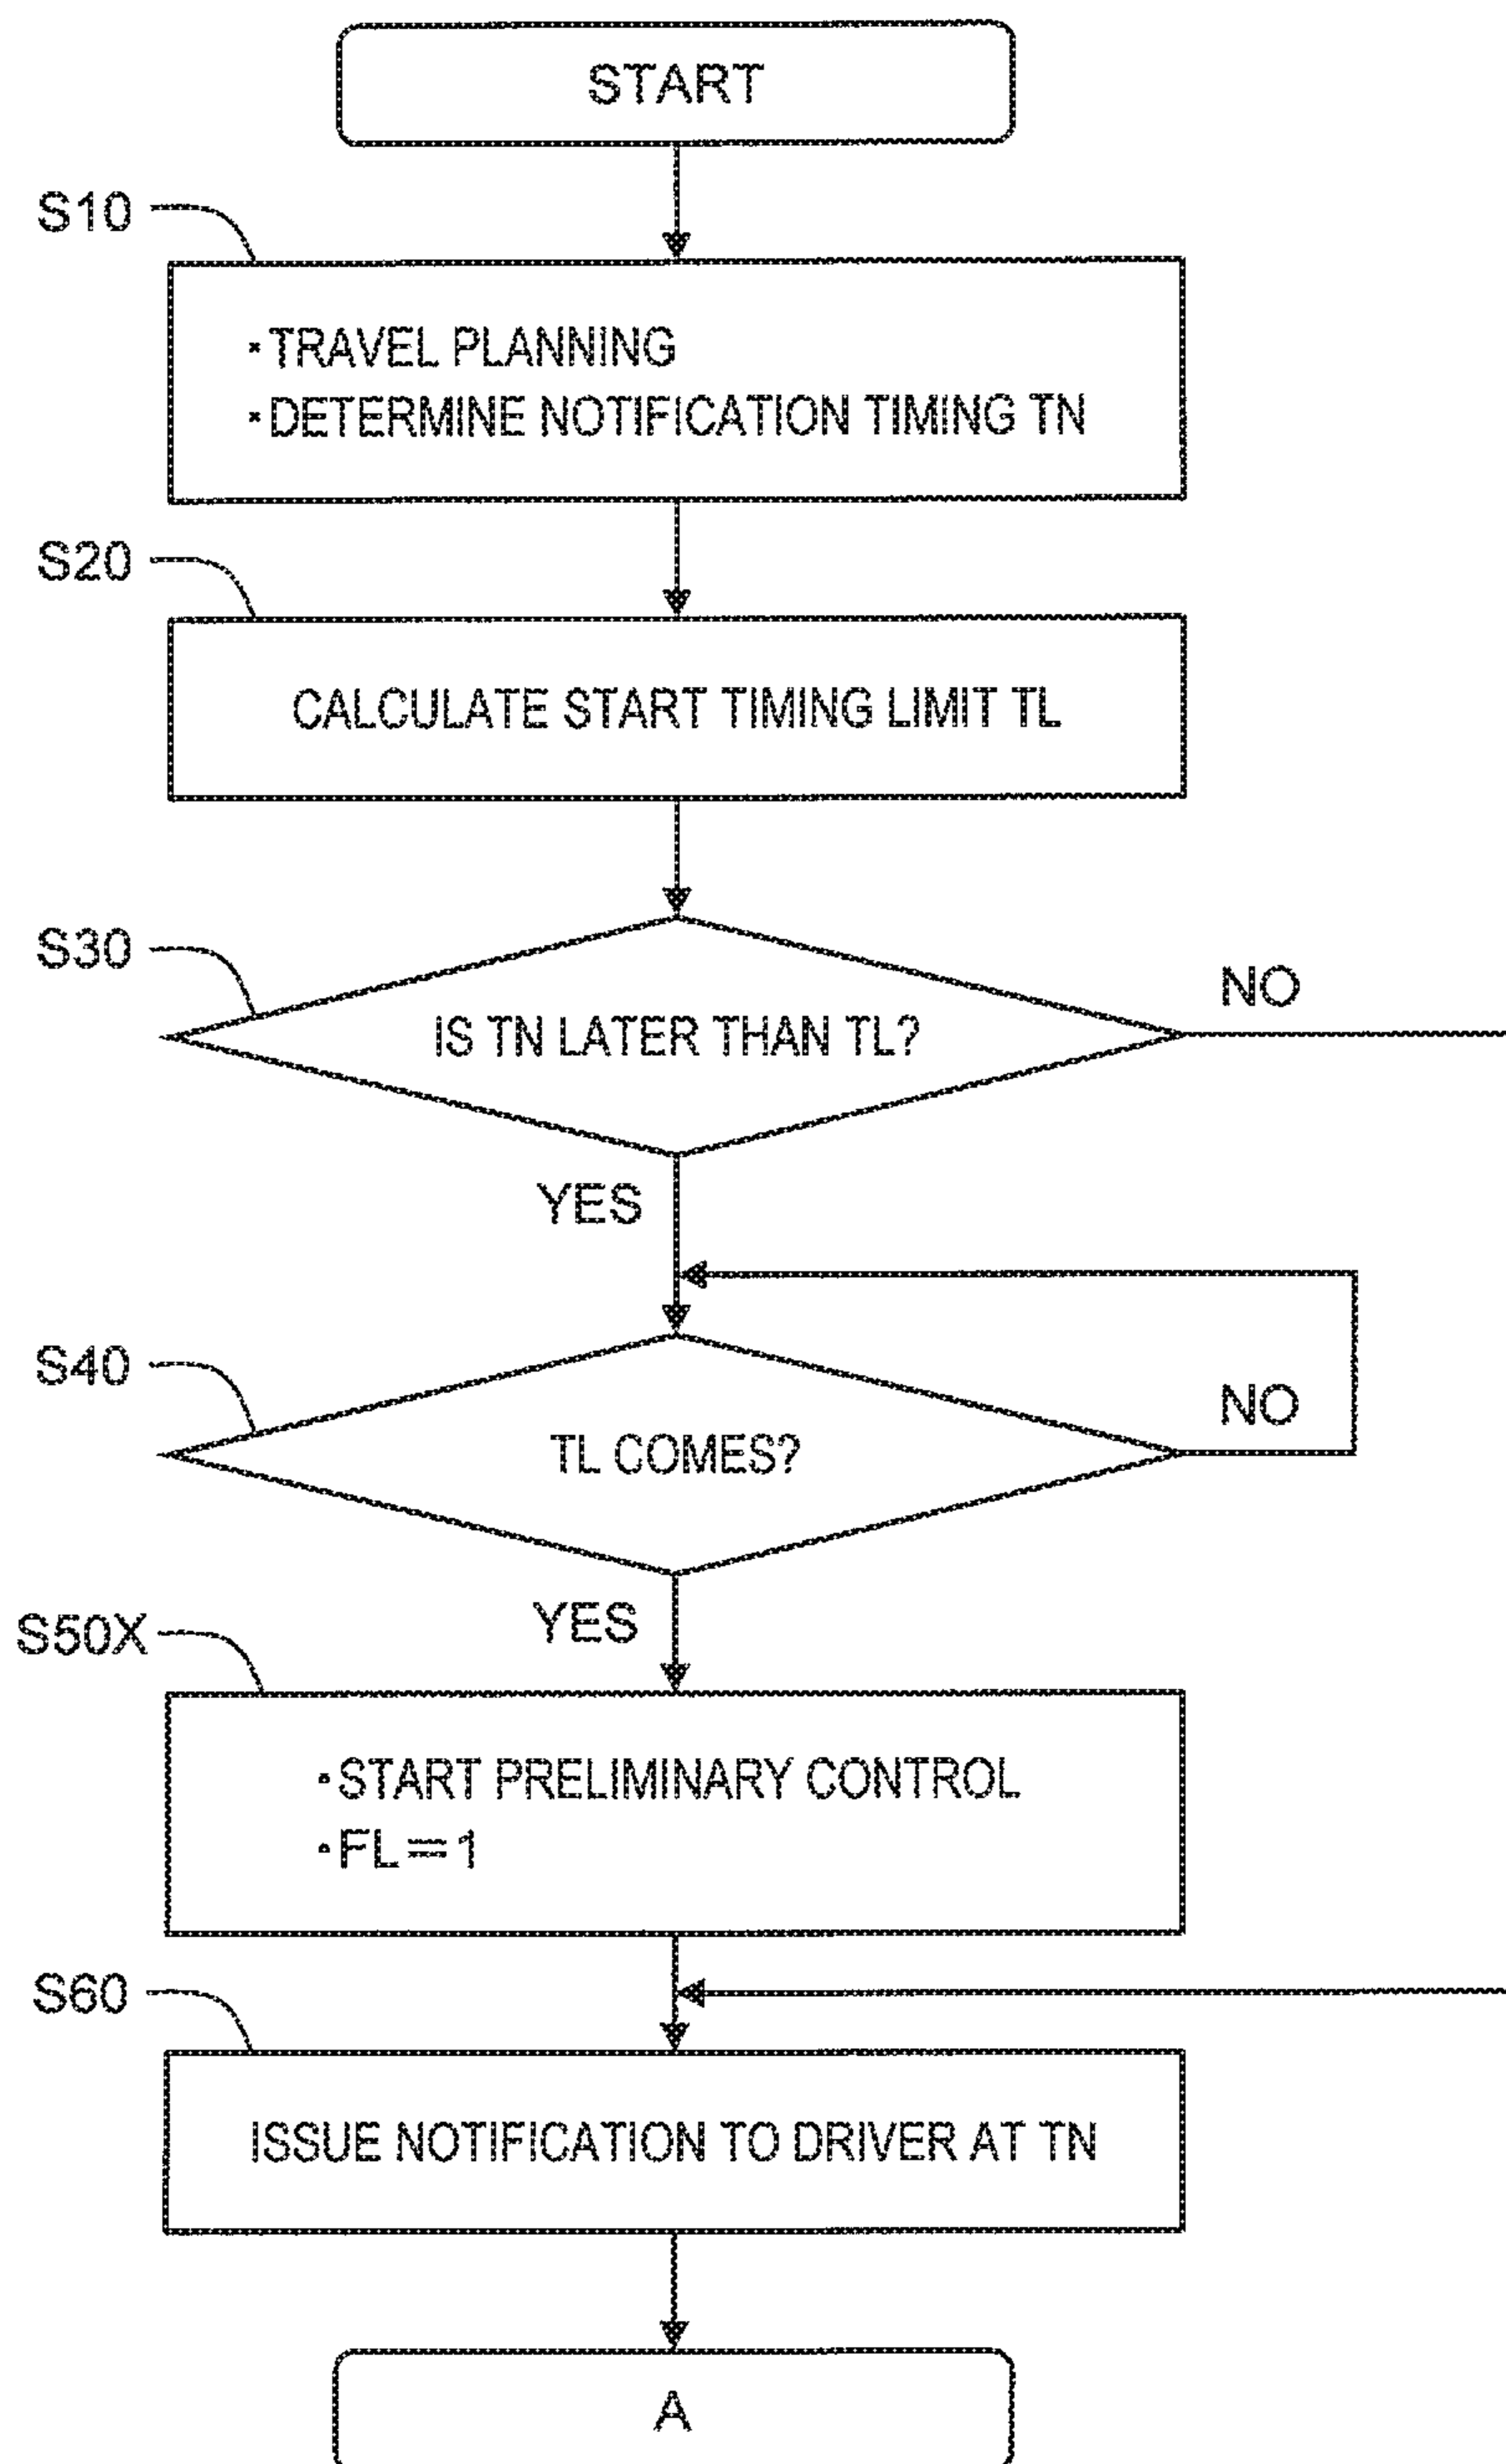 START
S10
・TRAVEL PLANNING
・DETERMINE NOTIFICATION TIMING TN
S20
CALCULATE START TIMING LIMIT TL
S30
IS TN LATER THAN TL?
NO
YES
S40
TL COMES?
NO
YES
S50X
・START PRELIMINARY CONTROL
・FL=1
S60
ISSUE NOTIFICATION TO DRIVER AT TN
A